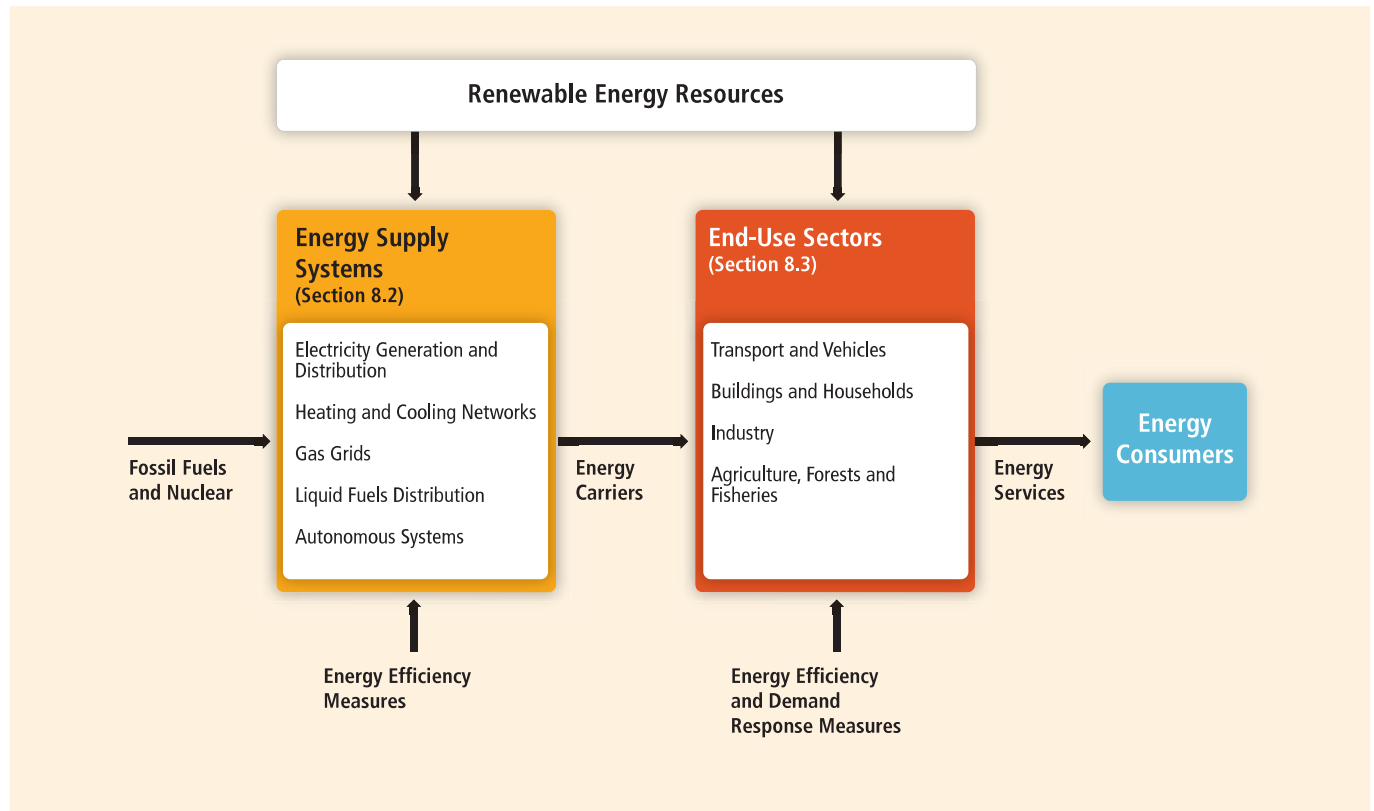 Renewable Energy Resources
Energy Supply
Systems
(Section 8.2)
Electricity Generation and
Distribution
Heating and Cooling Networks
Gas Grids
Liquid Fuels Distribution
Autonomous Systems
End-Use Sectors
(Section 8.3)
Transport and Vehicles
Buildings and Households
Industry
Agriculture, Forests and
Fisheries
Fossil Fuels
and Nuclear
Energy
Carriers
Energy
Services
Energy
Consumers
Energy Efficiency
Measures
Energy Efficiency
and Demand
Response Measures